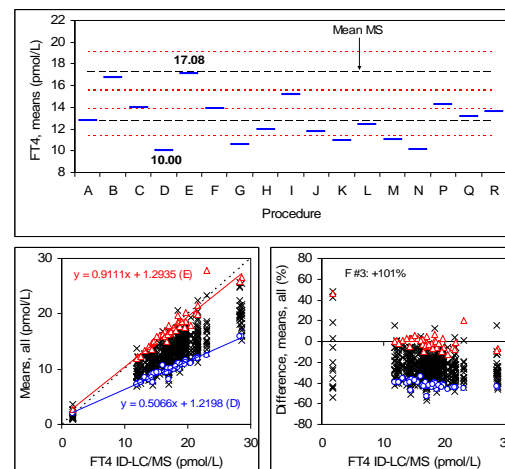 FT4, means (pmol/L)
22
20
18
16
14
12
10
8
Mean MS
17.08
10.00
A B C D E F G H I J K L M N P Q R
Procedure
Means, all (pmol/L)
30
20
10
0
y = 0.9111x + 1.2935 (E)
y = 0.5066x + 1.2198 (D)
0 10 20 30
FT4 ID-LC/MS (pmol/L)
Difference, means, all (%)
80
60
40
20
0
-20
-40
-60
-80
F #3: +101%
0 10 20 30
FT4 ID-LC/MS (pmol/L)